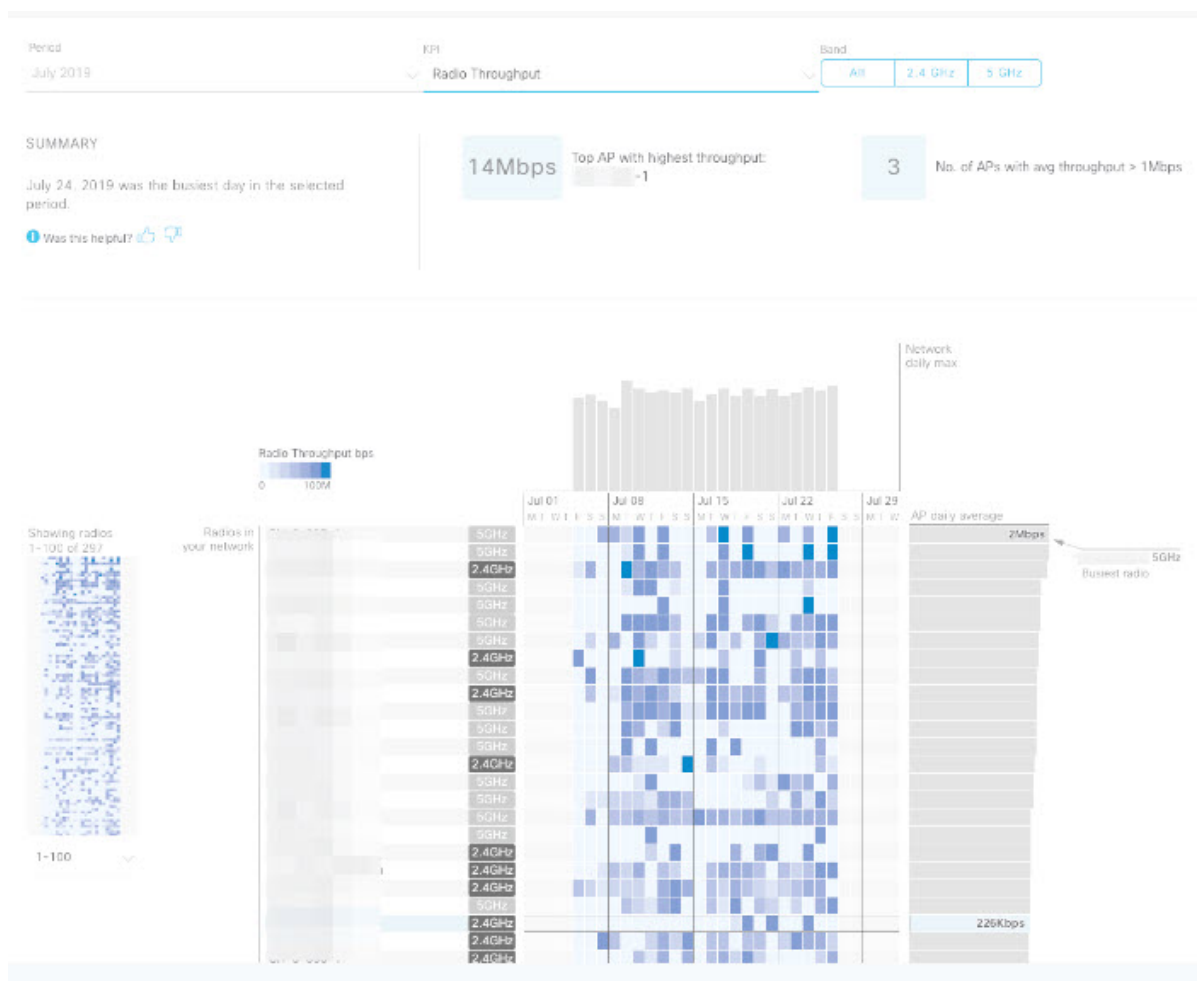 Period
July 2019
KPI
Radio Throughput
Band
All
2.4 GHz
5 GHz
SUMMARY
July 24, 2019 was the busiest day in the selected
period.
Was this helpful?
14Mbps
Top AP with highest throughput:
-1
3
No. of APs with avg throughput > 1Mbps
Network
daily max
Radio Throughput bps
0 100M
Jul 01 Jul 08 Jul 15 Jul 22 Jul 29
M T W T F S S M T W T F S S M T W T F S S M T W T F S S M T W
AP daily average
Showing radios
1-100 of 297
1-100
Radios in
your network
5GHz
5GHz
2.4GHz
5GHz
5GHz
5GHz
5GHz
2.4GHz
5GHz
2.4GHz
5GHz
5GHz
5GHz
2.4GHz
5GHz
5GHz
5GHz
5GHz
2.4GHz
2.4GHz
2.4GHz
5GHz
2.4GHz
2.4GHz
2.4GHz
2Mbps
5GHz
Busiest radio
226Kbps